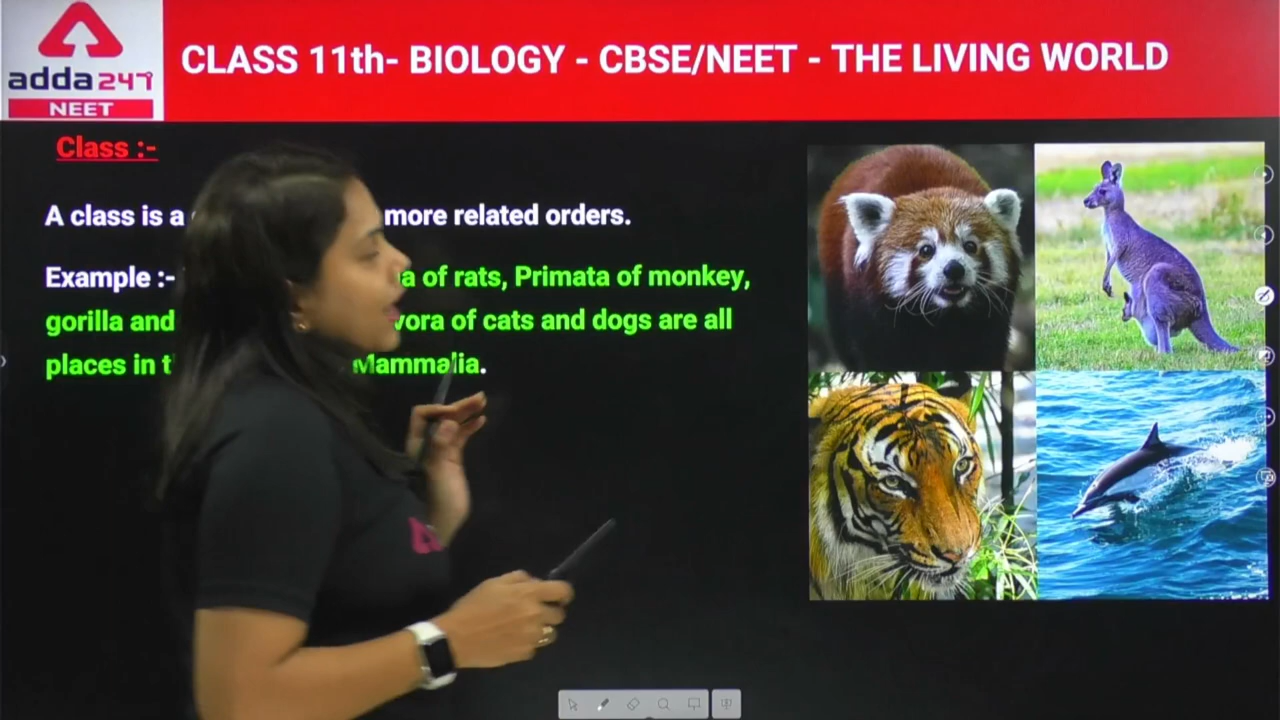 adda247
NEET
CLASS 11th- BIOLOGY - CBSE/NEET - THE LIVING WORLD
Class :-
A class is a more related orders.
Example :- of rats, Primata of monkey,
gorilla and of cats and dogs are all
places in Mammalia.